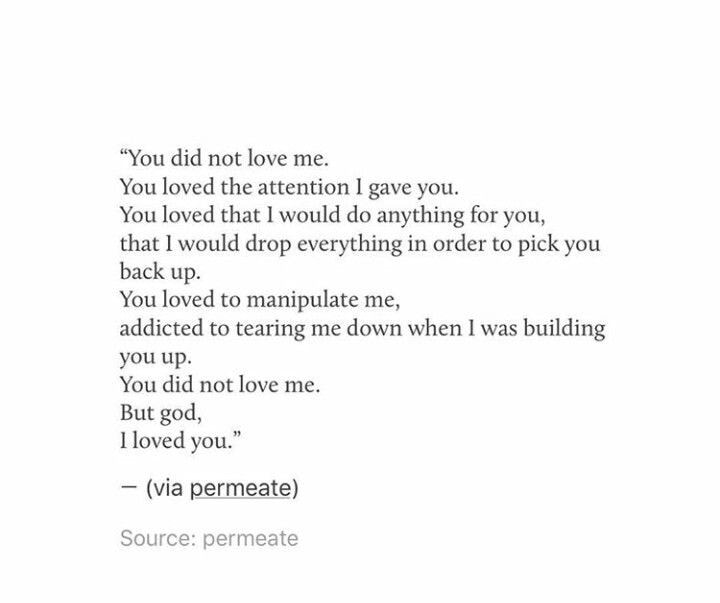 “You did not love me.
You loved the attention I gave you.
You loved that I would do anything for you,
that I would drop everything in order to pick you
back up.
You loved to manipulate me,
addicted to tearing me down when I was building
you up.
You did not love me.
But god,
I loved you.”
— (via permeate)
Source: permeate